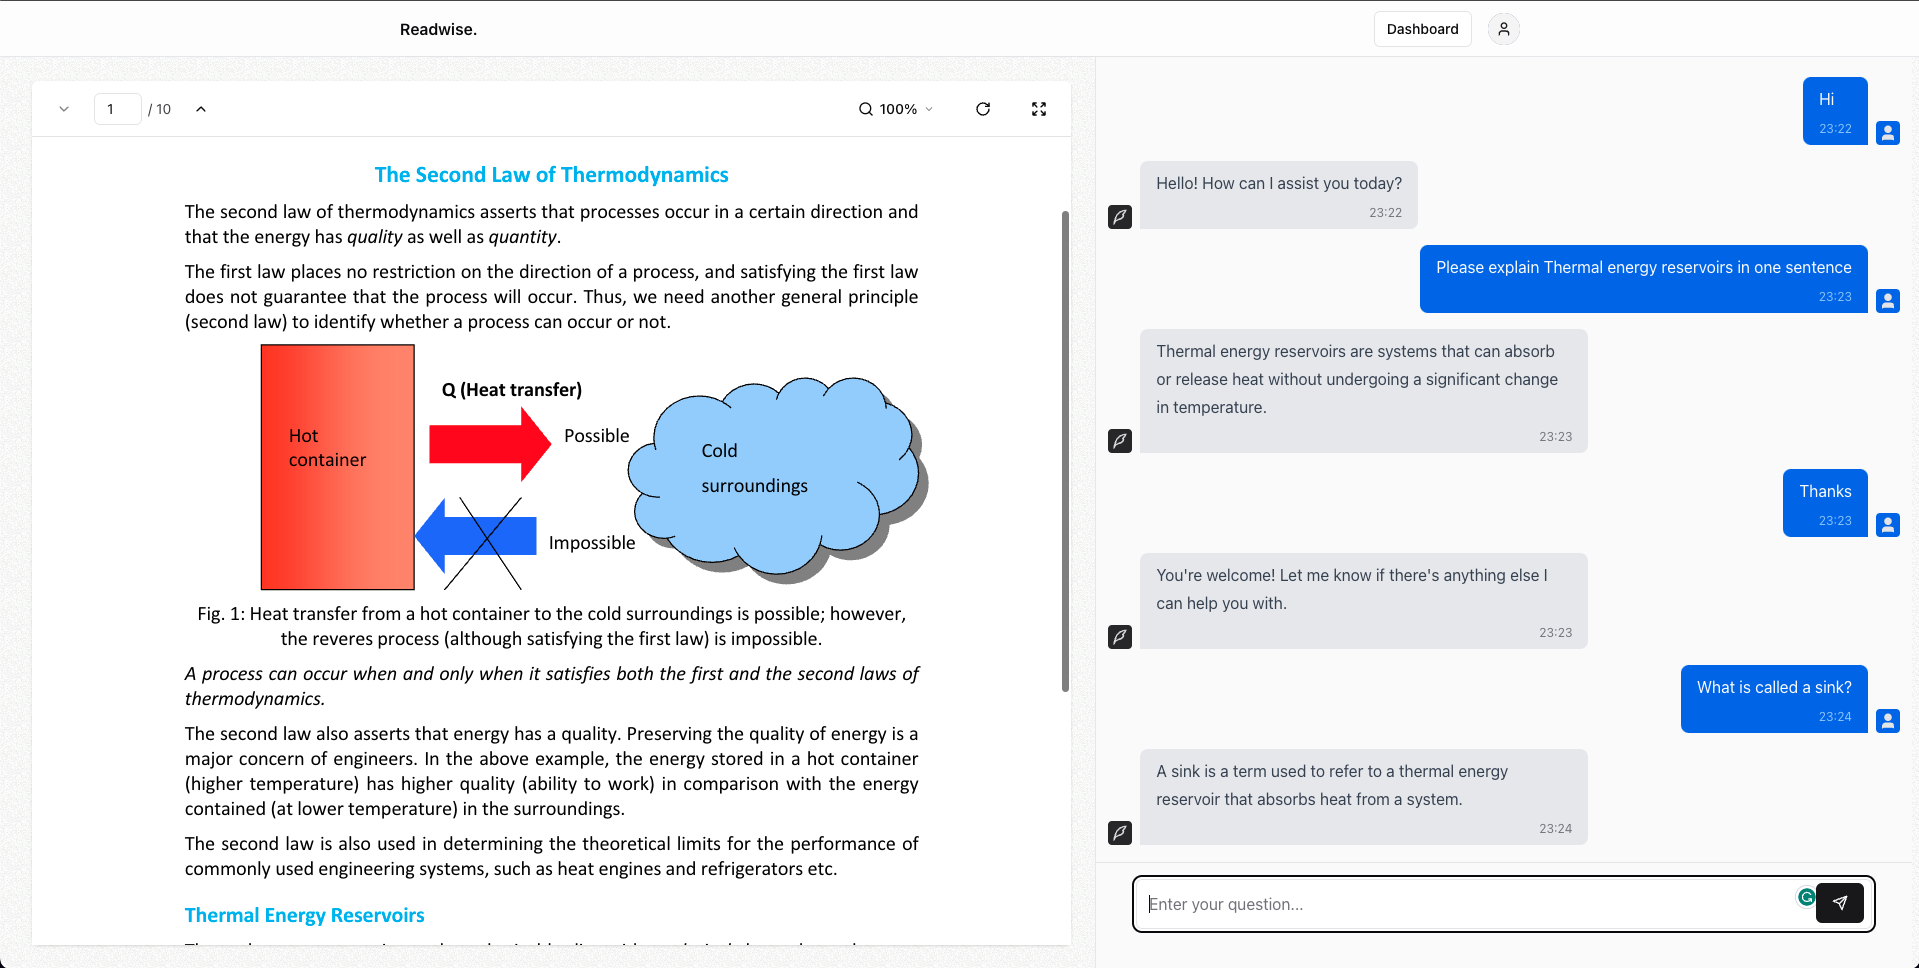 Readwise.
Dashboard
1 / 10
100%
The Second Law of Thermodynamics
The second law of thermodynamics asserts that processes occur in a certain direction and
that the energy has quality as well as quantity.
The first law places no restriction on the direction of a process, and satisfying the first law
does not guarantee that the process will occur. Thus, we need another general principle
(second law) to identify whether a process can occur or not.
Q (Heat transfer)
Hot
container
Possible
Cold
surroundings
Impossible
Fig. 1: Heat transfer from a hot container to the cold surroundings is possible; however,
the reveres process (although satisfying the first law) is impossible.
A process can occur when and only when it satisfies both the first and the second laws of
thermodynamics.
The second law also asserts that energy has a quality. Preserving the quality of energy is a
major concern of engineers. In the above example, the energy stored in a hot container
(higher temperature) has higher quality (ability to work) in comparison with the energy
contained (at lower temperature) in the surroundings.
The second law is also used in determining the theoretical limits for the performance of
commonly used engineering systems, such as heat engines and refrigerators etc.
Thermal Energy Reservoirs
Hi
23:22
Hello! How can I assist you today?
23:22
Please explain Thermal energy reservoirs in one sentence
23:23
Thermal energy reservoirs are systems that can absorb
or release heat without undergoing a significant change
in temperature.
23:23
Thanks
23:23
You're welcome! Let me know if there's anything else I
can help you with.
23:23
What is called a sink?
23:24
A sink is a term used to refer to a thermal energy
reservoir that absorbs heat from a system.
23:24
Enter your question...